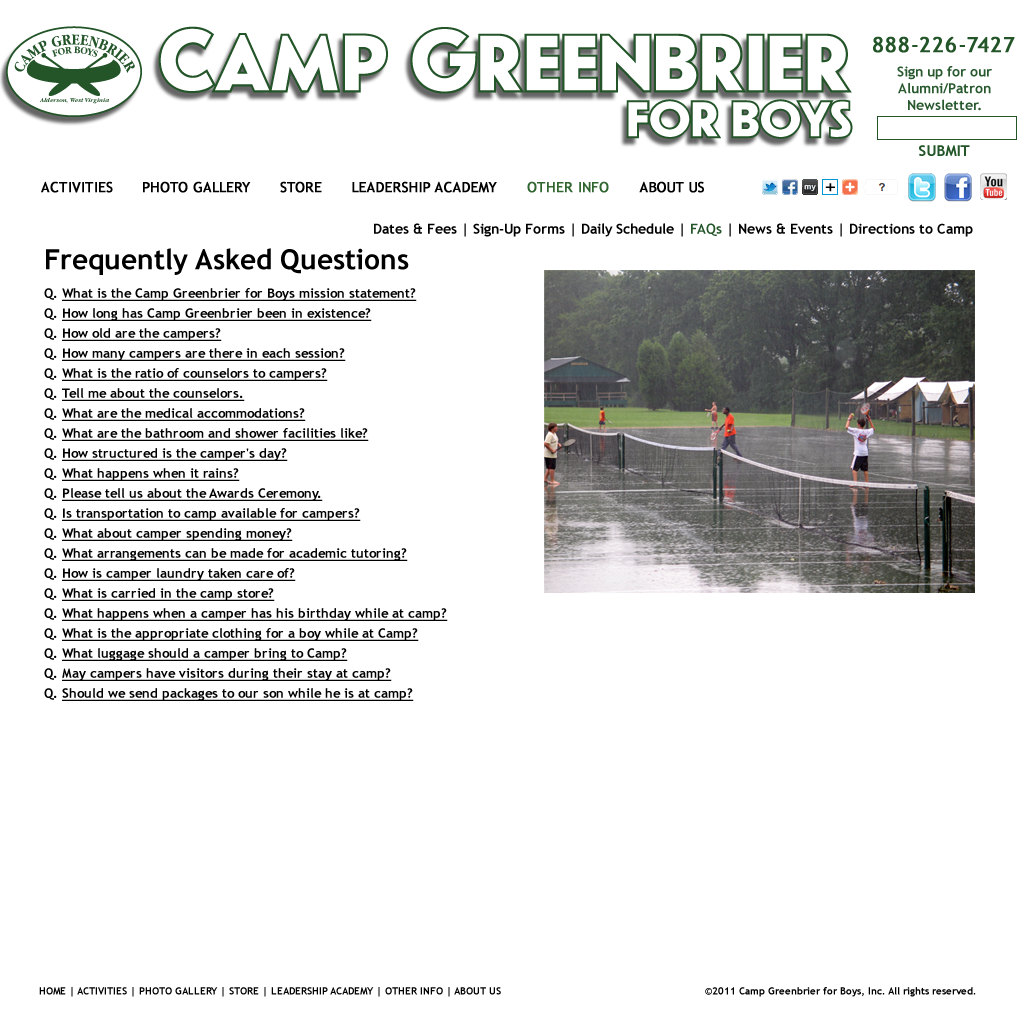 CAMP GREENBRIER
FOR BOYS
Alderson, West Virginia
CAMP GREENBRIER
FOR BOYS
888-226-7427
Sign up for our
Alumni/Patron
Newsletter.
SUBMIT
ACTIVITIES PHOTO GALLERY STORE LEADERSHIP ACADEMY OTHER INFO ABOUT US
my + + ? t f You
Tube
Dates & Fees | Sign-Up Forms | Daily Schedule | FAQs | News & Events | Directions to Camp
Frequently Asked Questions
Q. What is the Camp Greenbrier for Boys mission statement?
Q. How long has Camp Greenbrier been in existence?
Q. How old are the campers?
Q. How many campers are there in each session?
Q. What is the ratio of counselors to campers?
Q. Tell me about the counselors.
Q. What are the medical accommodations?
Q. What are the bathroom and shower facilities like?
Q. How structured is the camper's day?
Q. What happens when it rains?
Q. Please tell us about the Awards Ceremony.
Q. Is transportation to camp available for campers?
Q. What about camper spending money?
Q. What arrangements can be made for academic tutoring?
Q. How is camper laundry taken care of?
Q. What is carried in the camp store?
Q. What happens when a camper has his birthday while at camp?
Q. What is the appropriate clothing for a boy while at Camp?
Q. What luggage should a camper bring to Camp?
Q. May campers have visitors during their stay at camp?
Q. Should we send packages to our son while he is at camp?
HOME | ACTIVITIES | PHOTO GALLERY | STORE | LEADERSHIP ACADEMY | OTHER INFO | ABOUT US
©2011 Camp Greenbrier for Boys, Inc. All rights reserved.